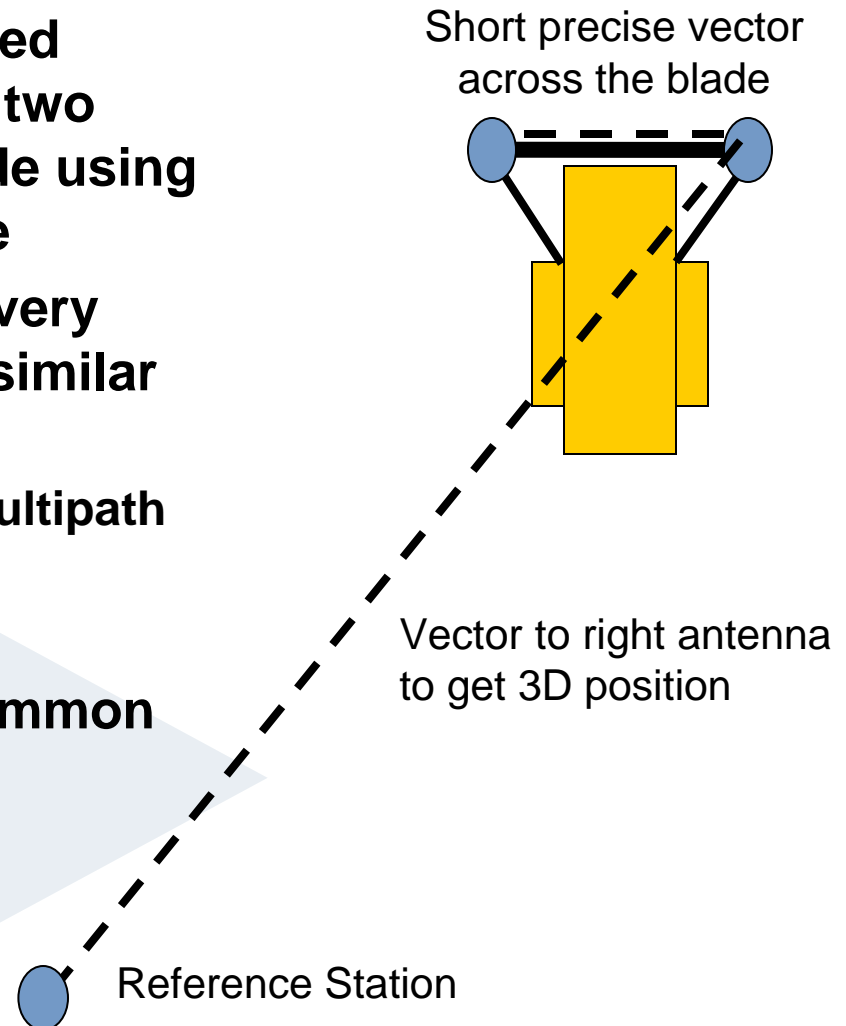 ed
two
de using
e
very
similar
ultipath
mmon
Short precise vector
across the blade
Vector to right antenna
to get 3D position
Reference Station